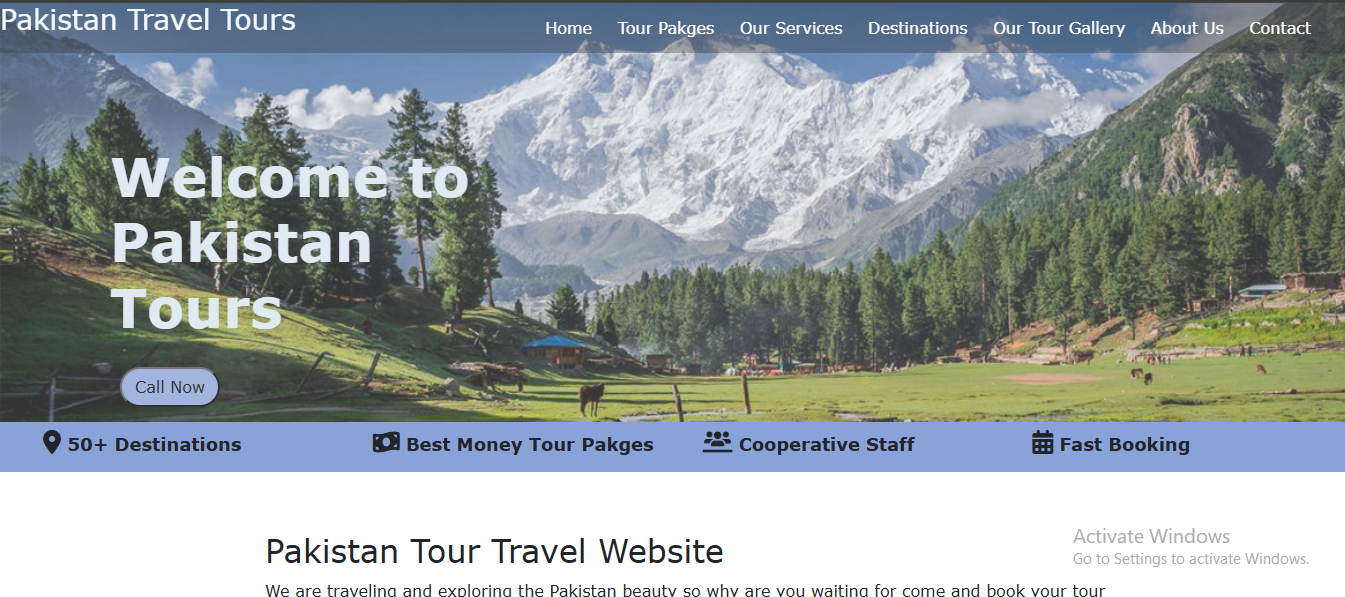 Pakistan Travel Tours
Home Tour Pakges Our Services Destinations Our Tour Gallery About Us Contact
Welcome to
Pakistan
Tours
Call Now
50+ Destinations Best Money Tour Pakges Cooperative Staff Fast Booking
Pakistan Tour Travel Website
We are traveling and exploring the Pakistan beauty so why are you waiting for come and book your tour
Activate Windows
Go to Settings to activate Windows.